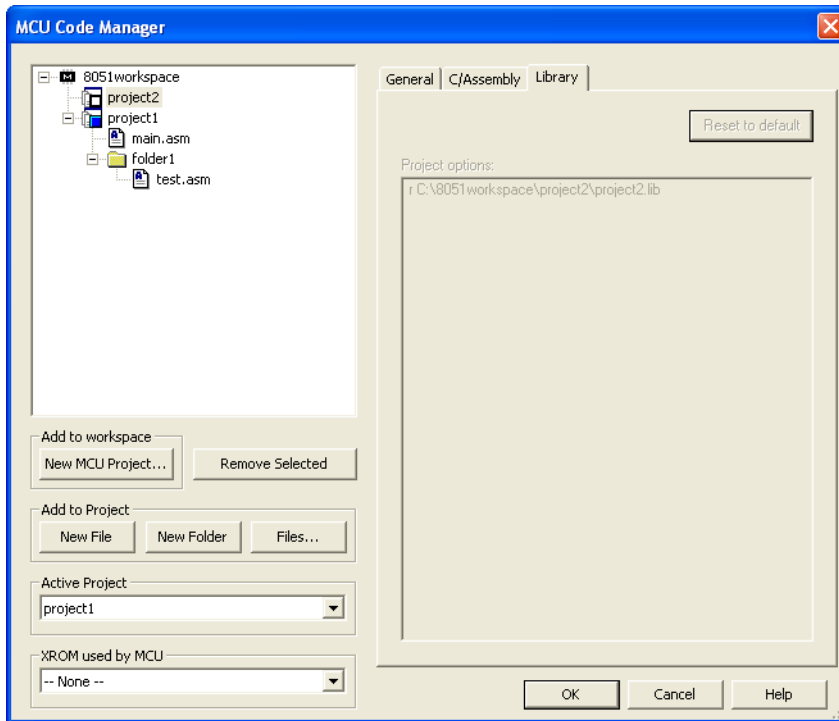 MCU Code Manager
8051workspace
project2
project1
main.asm
folder1
test.asm
Add to workspace
New MCU Project...
Remove Selected
Add to Project
New File
New Folder
Files...
Active Project
project1
XROM used by MCU
-- None --
General
C/Assembly
Library
Reset to default
Project options:
r C:\8051workspace\project2\project2.lib
OK
Cancel
Help